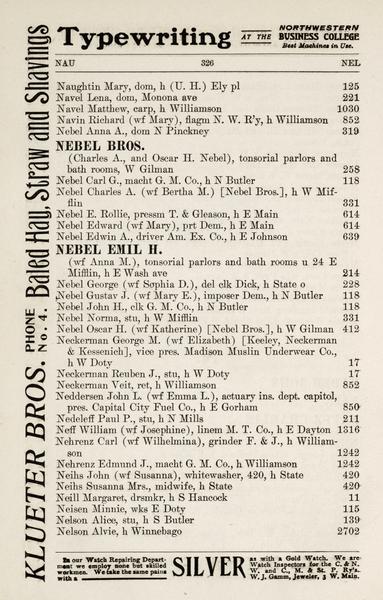 Typewriting AT THE NORTHWESTERN
BUSINESS COLLEGE
Best Machines in Use.
NAU 326 NEL
KLUETER BROS. PHONE No. 4. Baled Hay, Straw and Shavings
Naughtin Mary, dom, h (U. H.) Ely pl 125
Navel Lena, dom, Monona ave 221
Navel Matthew, carp, h Williamson 1030
Navin Richard (wf Mary), flagm N. W. R'y, h Williamson 852
Nebel Anna A., dom N Pinckney 319
NEBEL BROS.
(Charles A., and Oscar H. Nebel), tonsorial parlors and
bath rooms, W Gilman 258
Nebel Carl G., macht G. M. Co., h N Butler 118
Nebel Charles A. (wf Bertha M.) [Nebel Bros.], h W Mif-
flin 331
Nebel E. Rollie, pressm T. & Gleason, h E Main 614
Nebel Edward (wf Mary), prt Dem., h E Main 614
Nebel Edwin A., driver Am. Ex. Co., h E Johnson 639
NEBEL EMIL H.
(wf Anna M.), tonsorial parlors and bath rooms u 24 E
Mifflin, h E Wash ave 214
Nebel George (wf Sophia D.), del clk Dick, h State o 228
Nebel Gustav J. (wf Mary E.), imposer Dem., h N Butler 118
Nebel John H., clk G. M. Co., h N Butler 118
Nebel Norma, stu, h W Mifflin 331
Nebel Oscar H. (wf Katherine) [Nebel Bros.], h W Gilman 412
Neckerman George M. (wf Elizabeth) [Keeley, Neckerman
& Kessenich], vice pres. Madison Muslin Underwear Co.,
h W Doty 17
Neckerman Reuben J., stu, h W Doty 17
Neckerman Veit, ret, h Williamson 852
Neddersen John L. (wf Emma L.), actuary ins. dept. capitol,
pres. Capital City Fuel Co., h E Gorham 850
Nedeleff Paul P., stu, h N Mills 211
Neff William (wf Josephine), linem M. T. Co., h E Dayton 1316
Nehrenz Carl (wf Wilhelmina), grinder F. & J., h William-
son 1242
Nehrenz Edmund J., macht G. M. Co., h Williamson 1242
Neihs John (wf Susanna), whitewasher, 420, h State 420
Neihs Susanna Mrs., midwife, h State 420
Neill Margaret, drsmkr, h S Hancock 11
Neisen Minnie, wks E Doty 115
Nelson Alice, stu, h S Butler 139
Nelson Alvie, h Winnebago 2702
In our Watch Repairing Depart-
ment we employ none but skilled
workmen. We take the same pains
with a SILVER as with a Gold Watch. We are
Watch Inspectors for the C. & N.
W. and C., M. & St. P. Ry's.
W. J. Gamm, Jeweler, 3 W. Main.